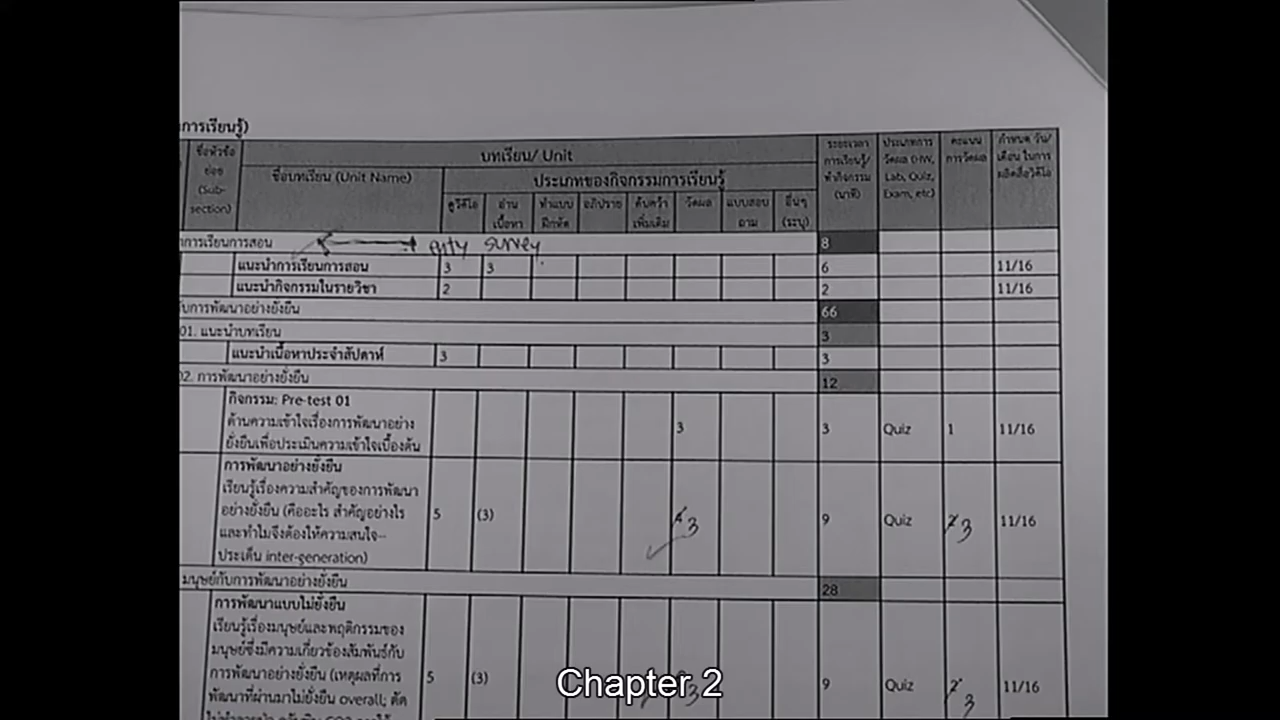 การเรียนรู้)
ชื่อหัวข้อย่อย (Sub-section)
บทเรียน/ Unit
ระยะเวลาการเรียนรู้/ทำกิจกรรม (นาที)
ประเภทการวัดผล (HW, Lab, Quiz, Exam, etc)
คะแนนการวัดผล
กำหนด วัน/เดือน ในการผลิตสื่อวิดีโอ
ชื่อบทเรียน (Unit Name)
ประเภทของกิจกรรมการเรียนรู้
ดูวิดีโอ อ่านเนื้อหา ทำแบบฝึกหัด อภิปราย ค้นคว้าเพิ่มเติม วัดผล แบบสอบถาม อื่นๆ (ระบุ)
การเรียนการสอน survey 8
แนะนำการเรียนการสอน 3 3 6 11/16
แนะนำกิจกรรมในรายวิชา 2 2 11/16
กับการพัฒนาอย่างยั่งยืน 66
01. แนะนำบทเรียน 3
แนะนำเนื้อหาประจำสัปดาห์ 3 3
02. การพัฒนาอย่างยั่งยืน 12
กิจกรรม: Pre-test 01
ด้านความเข้าใจเรื่องการพัฒนาอย่าง 3 3 Quiz 1 11/16
ยั่งยืนเพื่อประเมินความเข้าใจเบื้องต้น
การพัฒนาอย่างยั่งยืน
เรียนรู้เรื่องความสำคัญของการพัฒนา
อย่างยั่งยืน (คืออะไร สำคัญอย่างไร 5 (3) 3 9 Quiz 3 11/16
และทำไมจึงต้องให้ความสนใจ--
ประเด็น inter-generation)
มนุษย์กับการพัฒนาอย่างยั่งยืน 28
การพัฒนาแบบไม่ยั่งยืน
เรียนรู้เรื่องมนุษย์และพฤติกรรมของ
มนุษย์ซึ่งมีความเกี่ยวข้องสัมพันธ์กับ
การพัฒนาอย่างยั่งยืน (เหตุผลที่การ 5 (3) 3 9 Quiz 2 3 11/16
พัฒนาที่ผ่านมาไม่ยั่งยืน overall; ตัด
Chapter 2